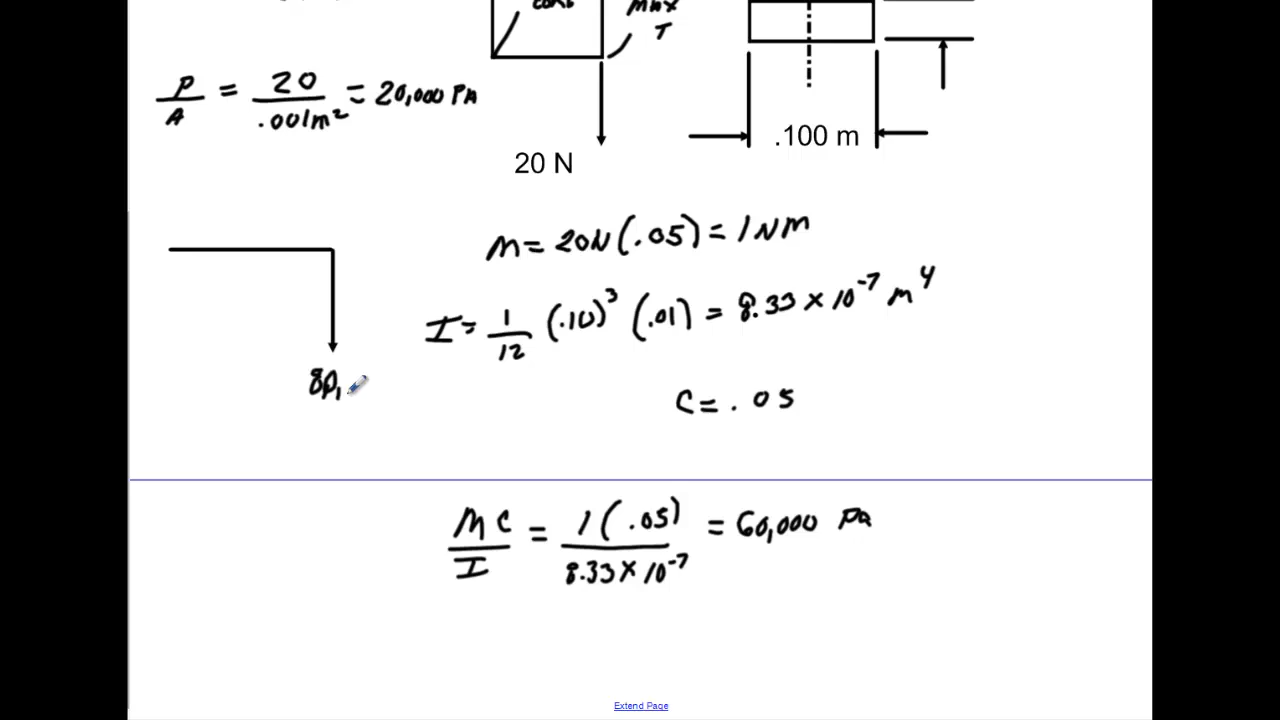 max
T
P/A = 20/.001m² = 20,000 PA
.100 m
20 N
M = 20N (.05) = 1 NM
I = 1/12 (.10)³ (.01) = 8.33 × 10⁻⁷ m⁴
80,
C = .05
MC/I = 1(.05)/8.33 × 10⁻⁷ = 60,000 Pa
Extend Page